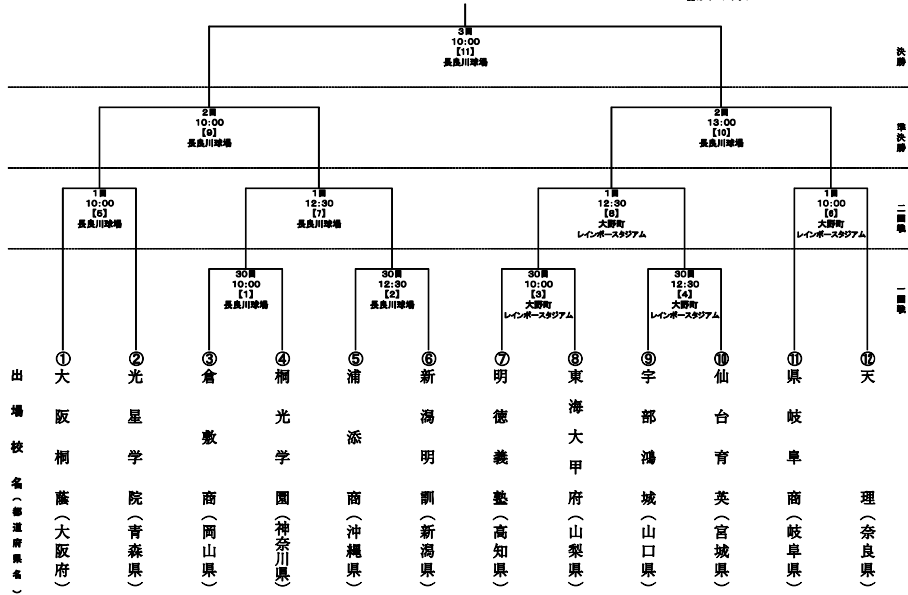 3日
10:00
【11】
長良川球場
決勝
2日
10:00
【9】
長良川球場
2日
13:00
【10】
長良川球場
準決勝
1日
10:00
【5】
長良川球場
1日
12:30
【7】
長良川球場
1日
12:30
【8】
大野町
レインボースタジアム
1日
10:00
【6】
大野町
レインボースタジアム
二回戦
30日
10:00
【1】
長良川球場
30日
12:30
【2】
長良川球場
30日
10:00
【3】
大野町
レインボースタジアム
30日
12:30
【4】
大野町
レインボースタジアム
一回戦
出場校名(都道府県名)
①大阪桐蔭(大阪府)
②光星学院(青森県)
③倉敷商(岡山県)
④桐光学園(神奈川県)
⑤浦添商(沖縄県)
⑥新潟明訓(新潟県)
⑦明徳義塾(高知県)
⑧東海大甲府(山梨県)
⑨宇部鴻城(山口県)
⑩仙台育英(宮城県)
⑪県岐阜商(岐阜県)
⑫天理(奈良県)